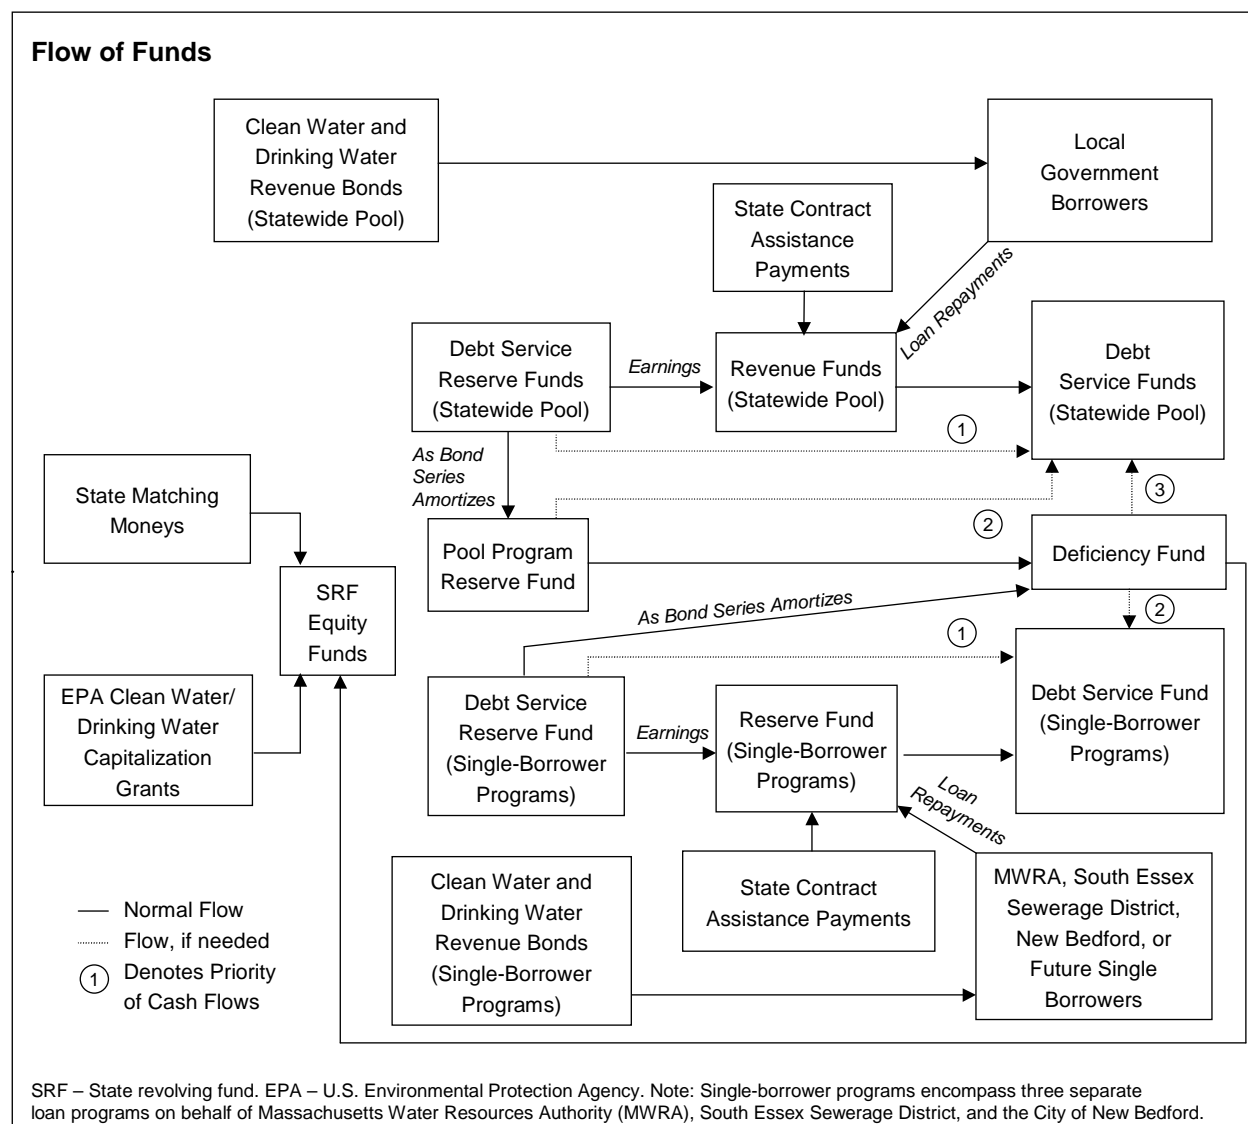 Flow of Funds
Clean Water and
Drinking Water
Revenue Bonds
(Statewide Pool)
Local
Government
Borrowers
State Contract
Assistance
Payments
Loan Repayments
Debt Service
Reserve Funds
(Statewide Pool)
Earnings
Revenue Funds
(Statewide Pool)
Debt
Service Funds
(Statewide Pool)
1
As Bond
Series
Amortizes
State Matching
Moneys
3
2
Pool Program
Reserve Fund
Deficiency Fund
SRF
Equity
Funds
As Bond Series Amortizes
2
1
EPA Clean Water/
Drinking Water
Capitalization
Grants
Debt Service
Reserve Fund
(Single-Borrower
Programs)
Earnings
Reserve Fund
(Single-Borrower
Programs)
Debt Service Fund
(Single-Borrower
Programs)
Loan
Repayments
Clean Water and
Drinking Water
Revenue Bonds
(Single-Borrower
Programs)
State Contract
Assistance Payments
MWRA, South Essex
Sewerage District,
New Bedford, or
Future Single
Borrowers
Normal Flow
Flow, if needed
1 Denotes Priority
of Cash Flows
SRF – State revolving fund. EPA – U.S. Environmental Protection Agency. Note: Single-borrower programs encompass three separate
loan programs on behalf of Massachusetts Water Resources Authority (MWRA), South Essex Sewerage District, and the City of New Bedford.